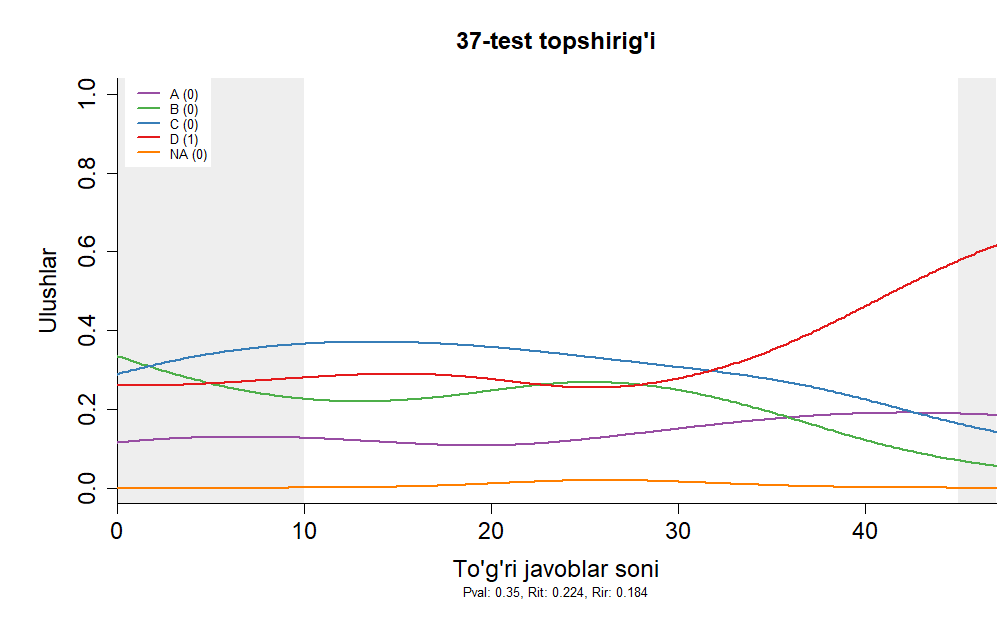 37-test topshirig'i
A (0)
B (0)
C (0)
D (1)
NA (0)
Ulushlar
1.0
0.8
0.6
0.4
0.2
0.0
0 10 20 30 40
To'g'ri javoblar soni
Pval: 0.35, Rit: 0.224, Rir: 0.184